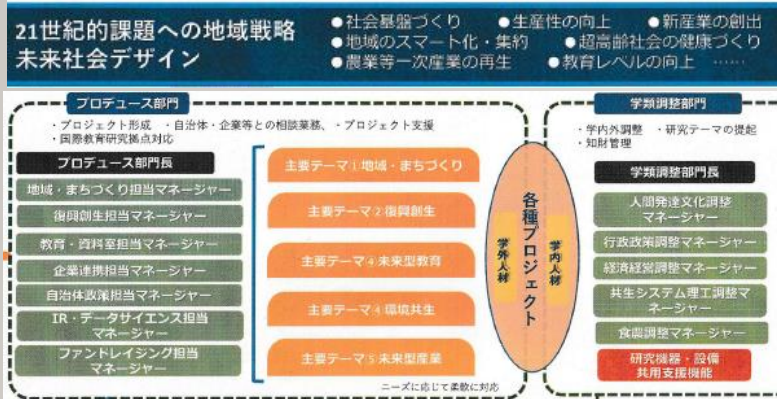 21世紀的課題への地域戦略
未来社会デザイン
●社会基盤づくり ●生産性の向上 ●新産業の創出
●地域のスマート化・集約 ●超高齢社会の健康づくり
●農業等一次産業の再生 ●教育レベルの向上 ……
プロデュース部門
・プロジェクト形成 ・自治体・企業等との相談業務、・プロジェクト支援
・国際教育研究拠点対応
プロデュース部門長
地域・まちづくり担当マネージャー
復興創生担当マネージャー
教育・資料室担当マネージャー
企業連携担当マネージャー
自治体政策担当マネージャー
IR・データサイエンス担当
マネージャー
ファンドレイジング担当
マネージャー
主要テーマ①地域・まちづくり
主要テーマ②復興創生
主要テーマ④未来型教育
主要テーマ④環境共生
主要テーマ⑤未来型産業
ニーズに応じて柔軟に対応
学外人材
各種プロジェクト
学内人材
学類調整部門
・学内外調整 ・研究テーマの提起
・知財管理
学類調整部門長
人間発達文化調整
マネージャー
行政政策調整マネージャー
経済経営調整マネージャー
共生システム理工調整マ
ネージャー
食農調整マネージャー
研究機器・設備
共用支援機能